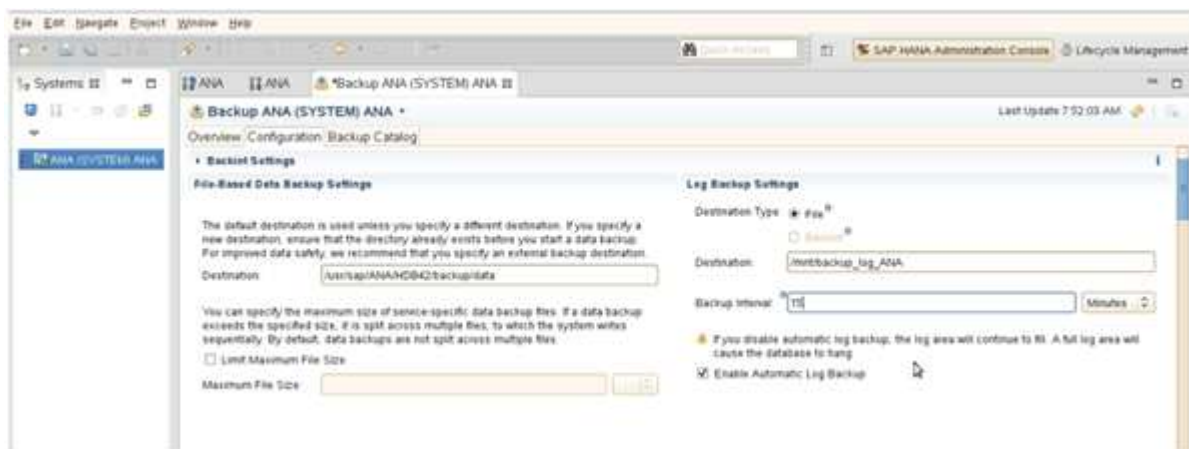 File Edit Navigate Project Window Help
Quick Access
SAP HANA Administration Console
Lifecycle Management
Systems
ANA
ANA
*Backup ANA (SYSTEM) ANA
Backup ANA (SYSTEM) ANA
Last Update 7:52:03 AM
Overview Configuration Backup Catalog
ANA (SYSTEM) ANA
Backint Settings
File-Based Data Backup Settings
The default destination is used unless you specify a different destination. If you specify a
new destination, ensure that the directory already exists before you start a data backup.
For improved data safety, we recommend that you specify an external backup destination.
Destination
/usr/sap/ANA/HDB42/backup/data
You can specify the maximum size of service-specific data backup files. If a data backup
exceeds the specified size, it is split across multiple files, to which the system writes
sequentially. By default, data backups are not split across multiple files.
Limit Maximum File Size
Maximum File Size
Log Backup Settings
Destination Type
File
Backint
Destination
/mnt/backup_log_ANA
Backup Interval
15
Minutes
If you disable automatic log backup, the log area will continue to fill. A full log area will
cause the database to hang
Enable Automatic Log Backup